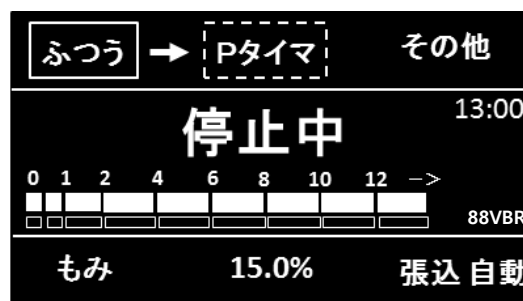 ふつう → Pタイマ その他
13:00
停止中
0 1 2 4 6 8 10 12 –>
88VBR
もみ 15.0% 張込 自動